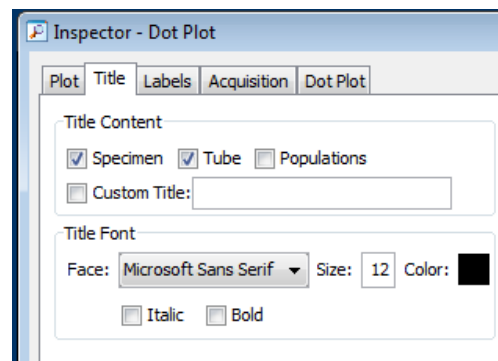 Inspector - Dot Plot
Plot Title Labels Acquisition Dot Plot
Title Content
Specimen Tube Populations
Custom Title:
Title Font
Face: Microsoft Sans Serif Size: 12 Color:
Italic Bold